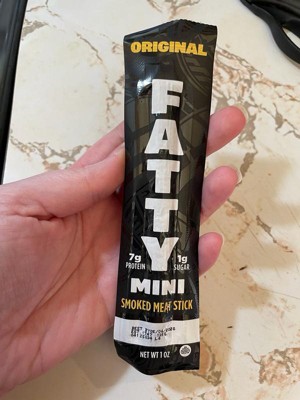 ORIGINAL
FATTY
7g PROTEIN
1g SUGAR
MINI
SMOKED MEAT STICK
NET WT 1 OZ